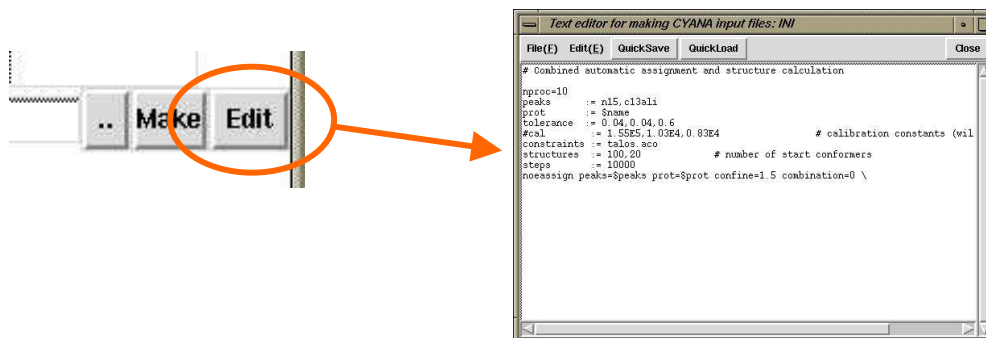 .. Make Edit
Text editor for making CYANA input files: INI
File(F) Edit(E) QuickSave QuickLoad Close
# Combined automatic assignment and structure calculation
nproc=10
peaks := n15,c13ali
prot := $name
tolerance := 0.04,0.04,0.6
#cal := 1.55E5,1.03E4,0.83E4 # calibration constants (wil
constraints := talos.aco
structures := 100,20 # number of start conformers
steps := 10000
noeassign peaks=$peaks prot=$prot confine=1.5 combination=0 \